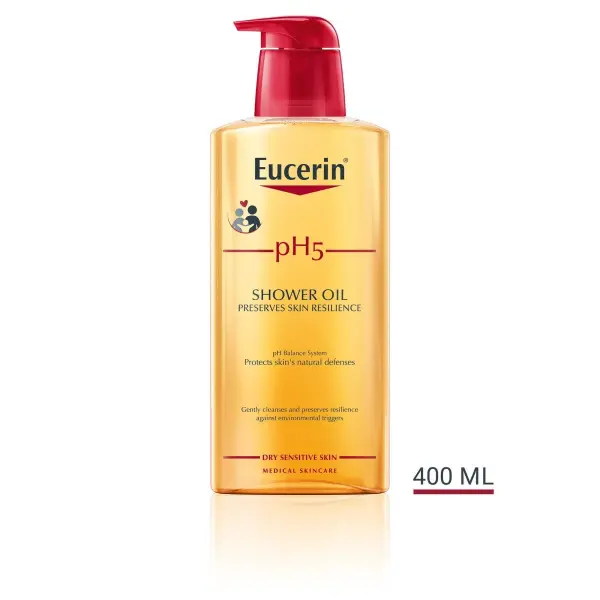 Eucerin®
pH5
SHOWER OIL
PRESERVES SKIN RESILIENCE
pH Balance System
Protects skin's natural defenses
Gently cleanses and preserves resilience
against environmental triggers
DRY SENSITIVE SKIN
MEDICAL SKINCARE
400 ML